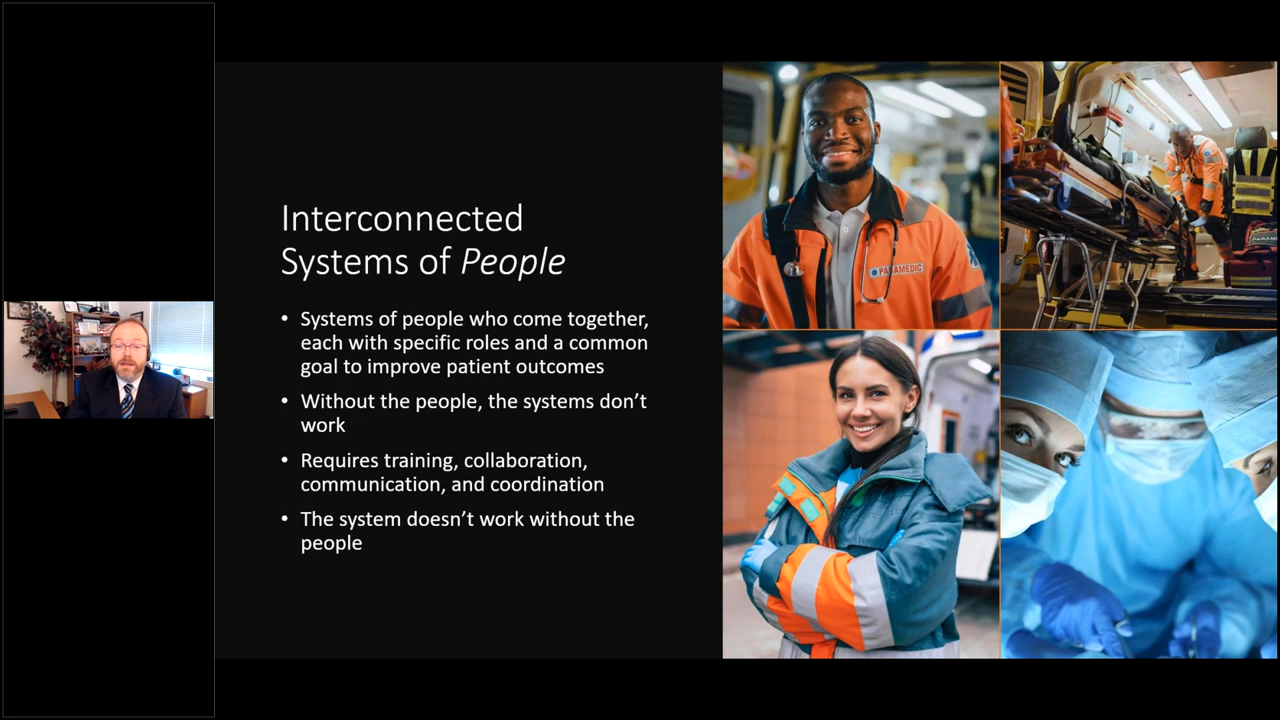 Interconnected
Systems of People
• Systems of people who come together,
each with specific roles and a common
goal to improve patient outcomes
• Without the people, the systems don’t
work
• Requires training, collaboration,
communication, and coordination
• The system doesn’t work without the
people
PARAMEDIC